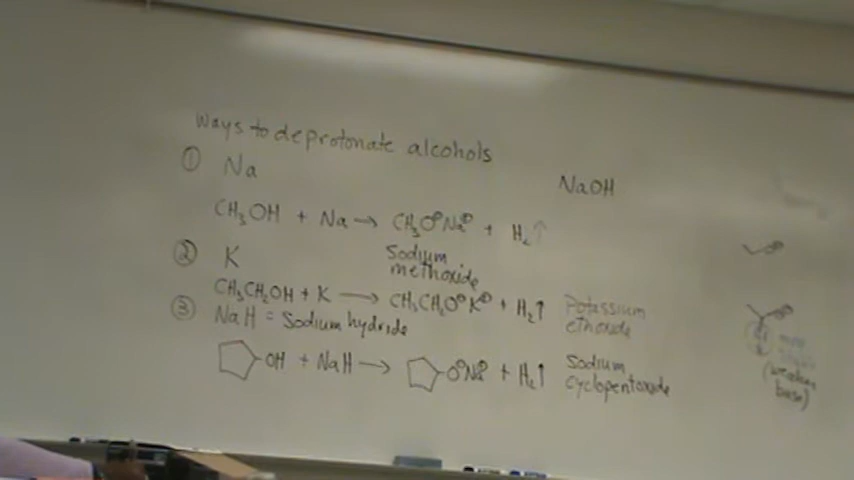 Ways to deprotonate alcohols
① Na
NaOH
CH₃OH + Na → CH₃O⊖Na⊕ + H₂↑
Sodium
methoxide
② K
CH₃CH₂OH + K → CH₃CH₂O⊖K⊕ + H₂↑
Potassium
ethoxide
③ NaH = Sodium hydride
OH + NaH → O⊖Na⊕ + H₂↑
Sodium
cyclopentoxide
(weaker
base)